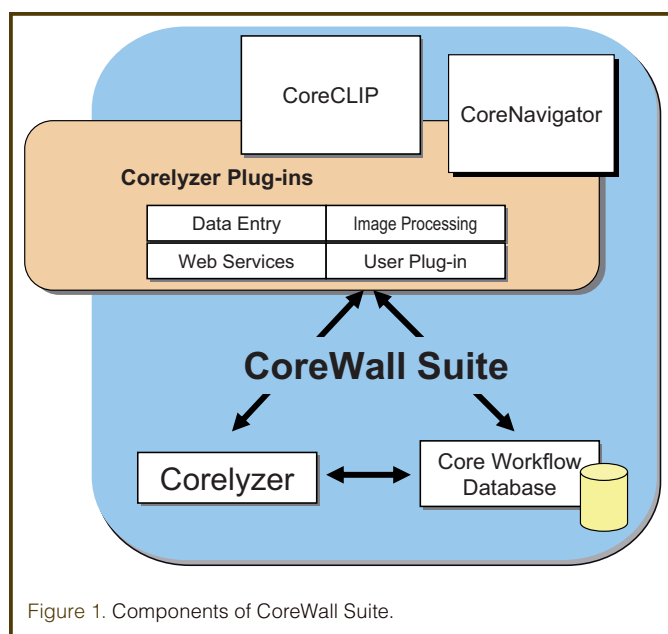 CoreCLIP
CoreNavigator
Corelyzer Plug-ins
Data Entry
Image Processing
Web Services
User Plug-in
CoreWall Suite
Corelyzer
Core Workflow
Database
Figure 1. Components of CoreWall Suite.